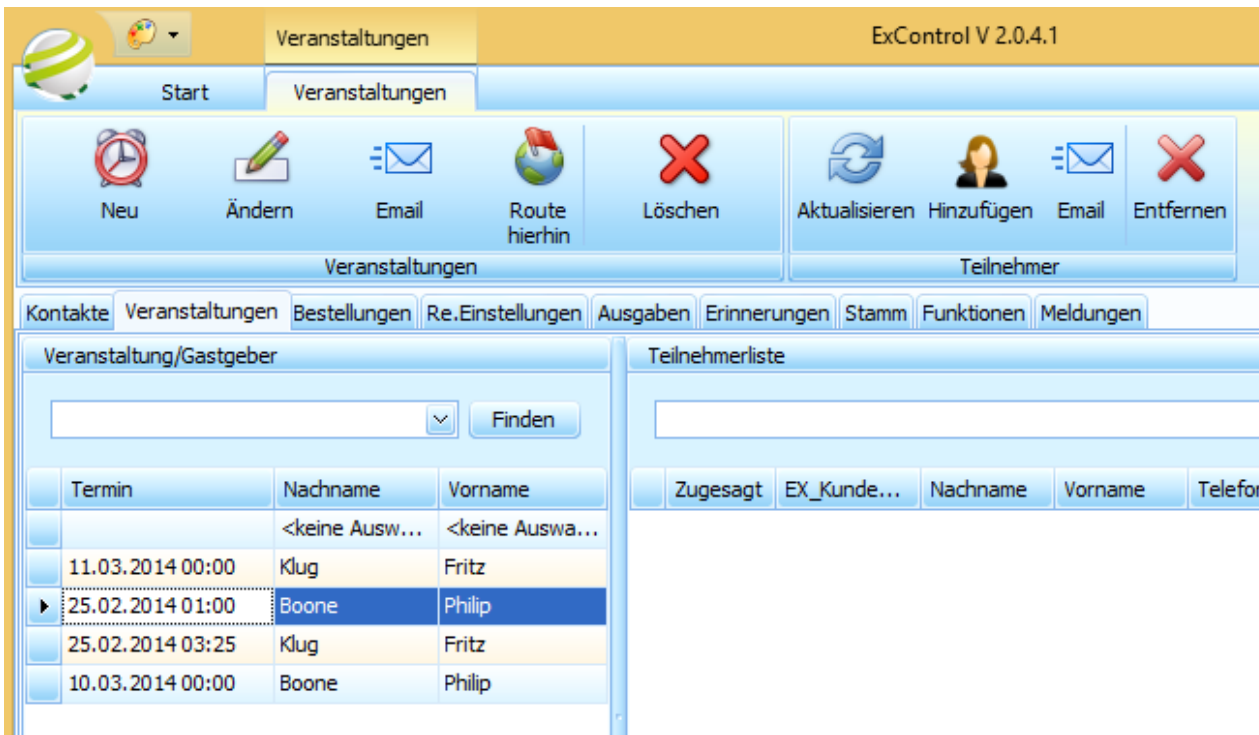 Veranstaltungen
ExControl V 2.0.4.1
Start
Veranstaltungen
Neu
Ändern
Email
Route
hierhin
Löschen
Aktualisieren
Hinzufügen
Email
Entfernen
Veranstaltungen
Teilnehmer
Kontakte Veranstaltungen Bestellungen Re.Einstellungen Ausgaben Erinnerungen Stamm Funktionen Meldungen
Veranstaltung/Gastgeber
Finden
Termin Nachname Vorname
<keine Ausw... <keine Auswa...
11.03.2014 00:00 Klug Fritz
25.02.2014 01:00 Boone Philip
25.02.2014 03:25 Klug Fritz
10.03.2014 00:00 Boone Philip
Teilnehmerliste
Zugesagt EX_Kunde... Nachname Vorname Telefon